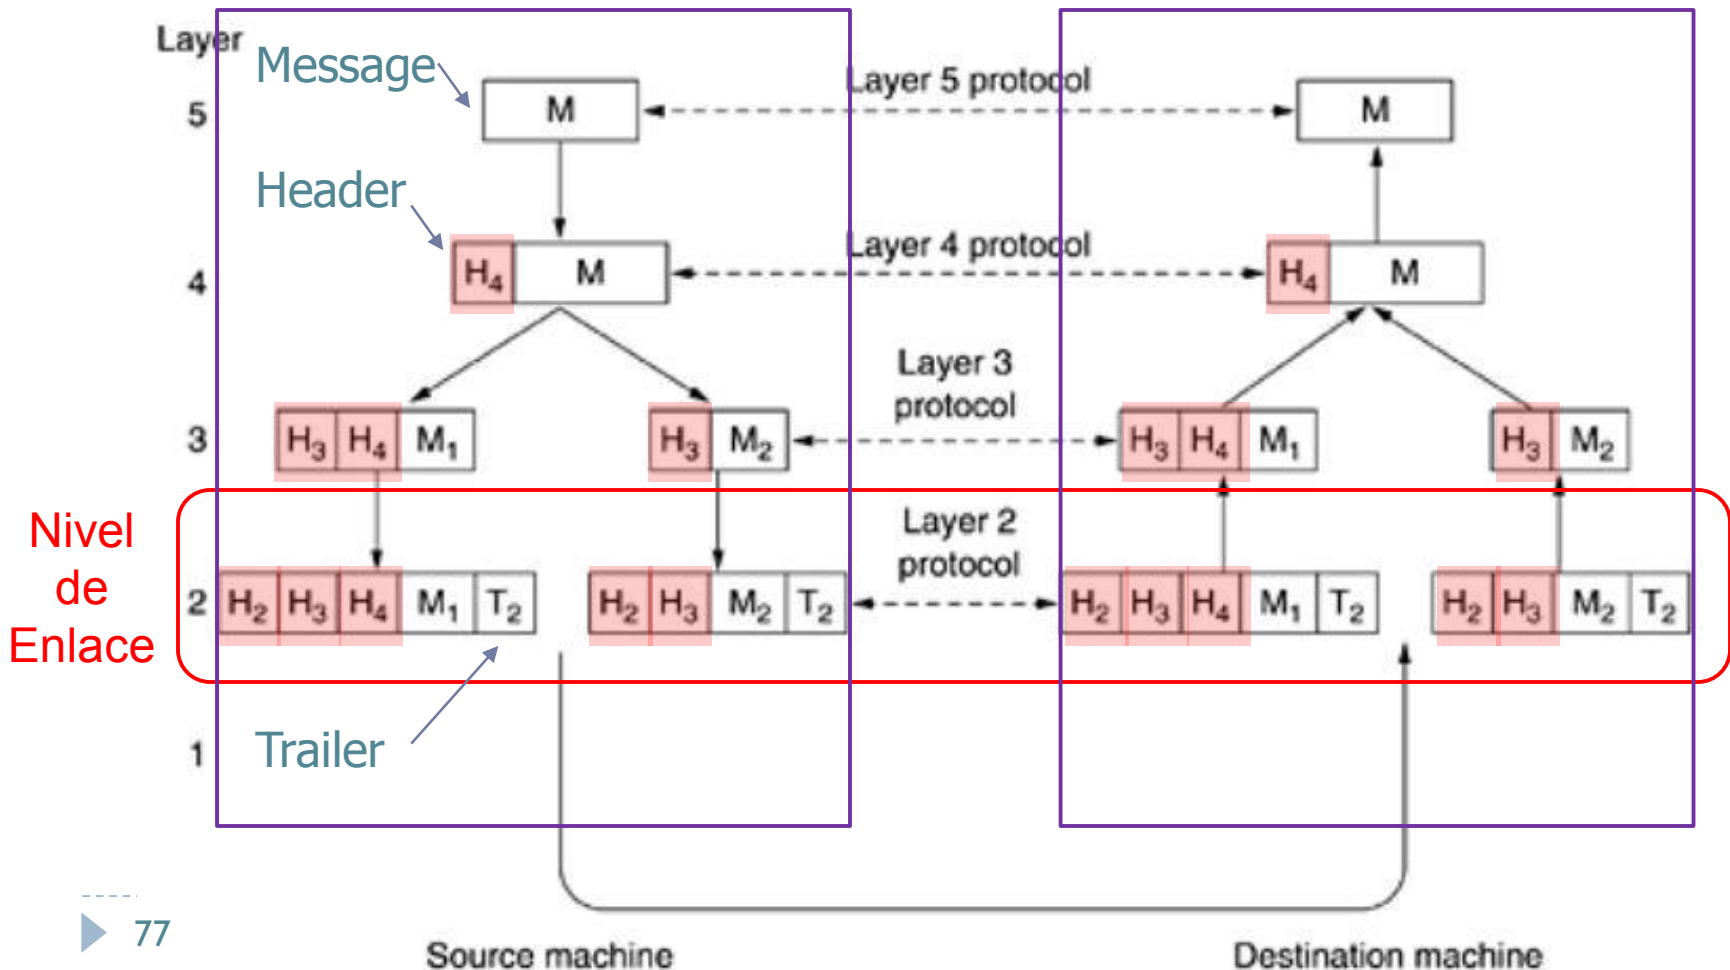 Layer
Message
Layer 5 protocol
5
M
M
Header
Layer 4 protocol
4
H4 M
H4 M
Layer 3
protocol
3
H3 H4 M1
H3 M2
H3 H4 M1
H3 M2
Nivel
de
Enlace
Layer 2
protocol
2
H2 H3 H4 M1 T2
H2 H3 M2 T2
H2 H3 H4 M1 T2
H2 H3 M2 T2
1
Trailer
77
Source machine
Destination machine